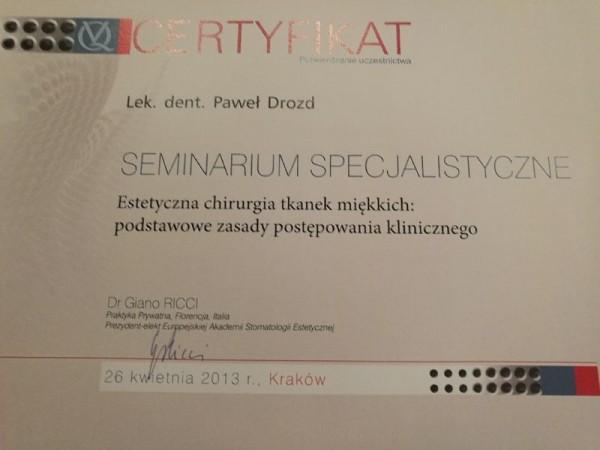 CERTYFIKAT
Potwierdzenie uczestnictwa
Lek. dent. Paweł Drozd
SEMINARIUM SPECJALISTYCZNE
Estetyczna chirurgia tkanek miękkich:
podstawowe zasady postępowania klinicznego
Dr Giano RICCI
Praktyka Prywatna, Florencja, Italia
Prezydent-elekt Europejskiej Akademii Stomatologii Estetycznej
GRicci
26 kwietnia 2013 r., Kraków